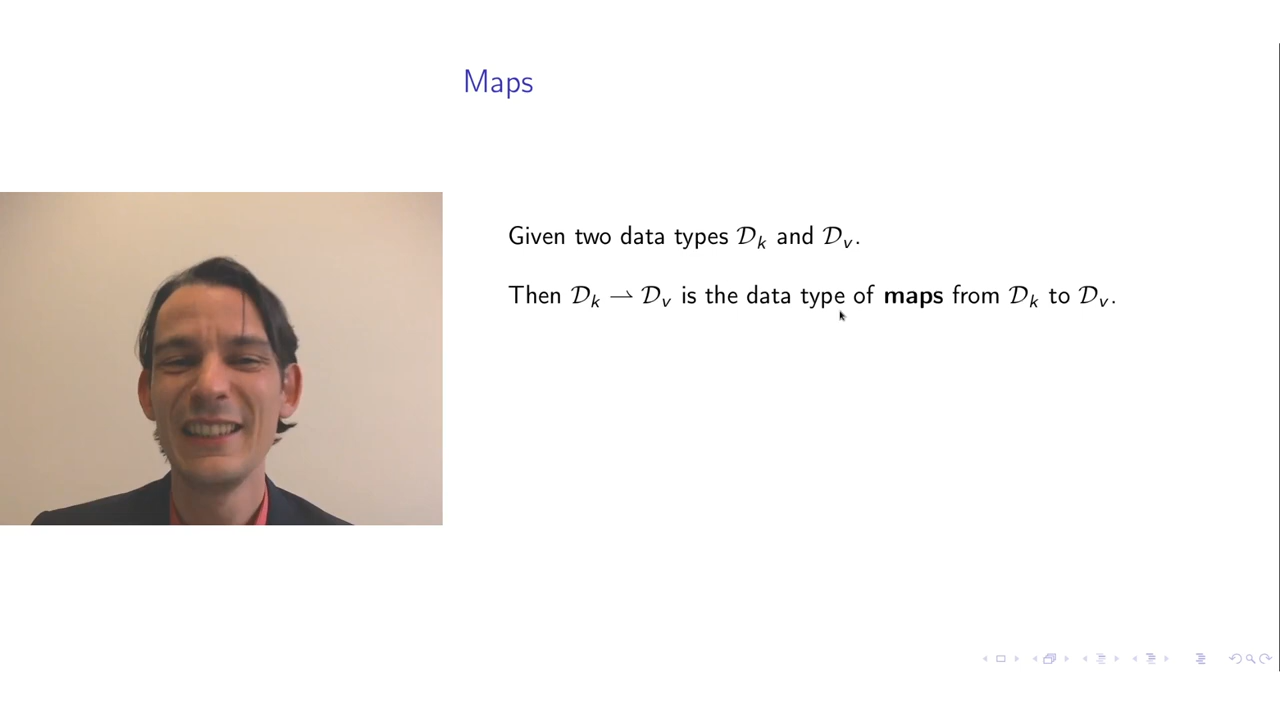 Maps
Given two data types 𝒟ₖ and 𝒟ᵥ.
Then 𝒟ₖ ⇀ 𝒟ᵥ is the data type of maps from 𝒟ₖ to 𝒟ᵥ.